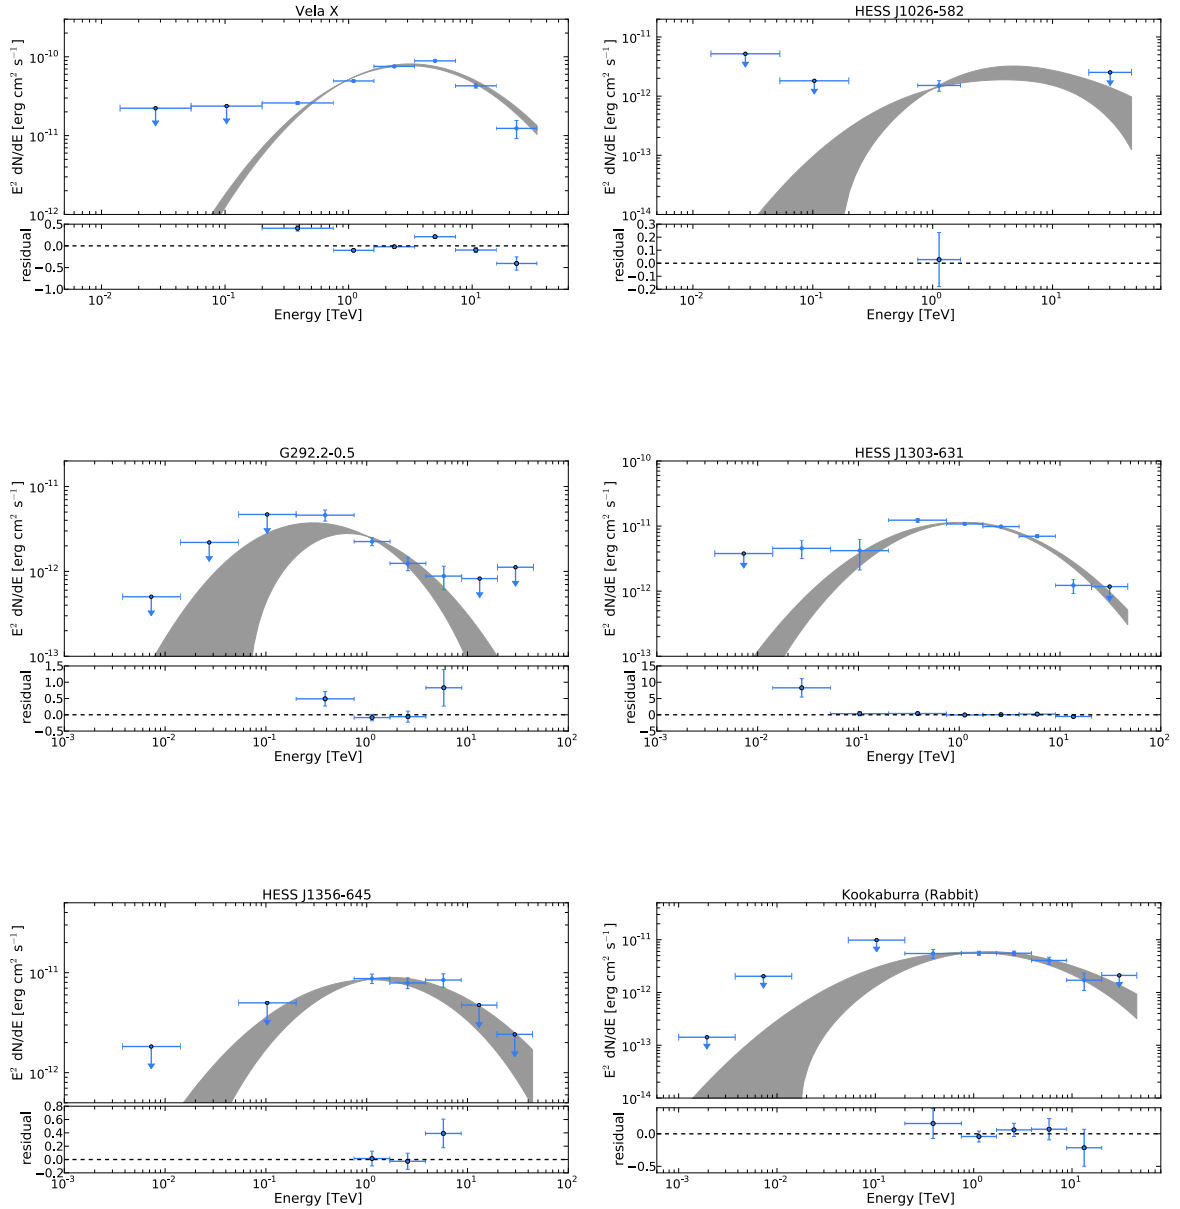 Vela X
E² dN/dE [erg cm² s⁻¹]
10⁻¹⁰
10⁻¹¹
10⁻¹²
residual
0.5
0.0
−0.5
−1.0
10⁻² 10⁻¹ 10⁰ 10¹
Energy [TeV]
HESS J1026-582
E² dN/dE [erg cm² s⁻¹]
10⁻¹¹
10⁻¹²
10⁻¹³
10⁻¹⁴
residual
0.3
0.2
0.1
0.0
−0.1
−0.2
10⁻² 10⁻¹ 10⁰ 10¹
Energy [TeV]
G292.2-0.5
10⁻³ 10⁻² 10⁻¹ 10⁰ 10¹ 10²
E² dN/dE [erg cm² s⁻¹]
10⁻¹¹
10⁻¹²
10⁻¹³
residual
1.5
1.0
0.5
0.0
−0.5
10⁻³ 10⁻² 10⁻¹ 10⁰ 10¹ 10²
Energy [TeV]
HESS J1303-631
E² dN/dE [erg cm² s⁻¹]
10⁻¹⁰
10⁻¹¹
10⁻¹²
10⁻¹³
residual
15
10
5
0
−5
10⁻³ 10⁻² 10⁻¹ 10⁰ 10¹ 10²
Energy [TeV]
HESS J1356-645
E² dN/dE [erg cm² s⁻¹]
10⁻¹¹
10⁻¹²
residual
0.8
0.6
0.4
0.2
0.0
−0.2
10⁻³ 10⁻² 10⁻¹ 10⁰ 10¹ 10²
Energy [TeV]
Kookaburra (Rabbit)
E² dN/dE [erg cm² s⁻¹]
10⁻¹¹
10⁻¹²
10⁻¹³
10⁻¹⁴
residual
0.0
−0.5
10⁻³ 10⁻² 10⁻¹ 10⁰ 10¹
Energy [TeV]